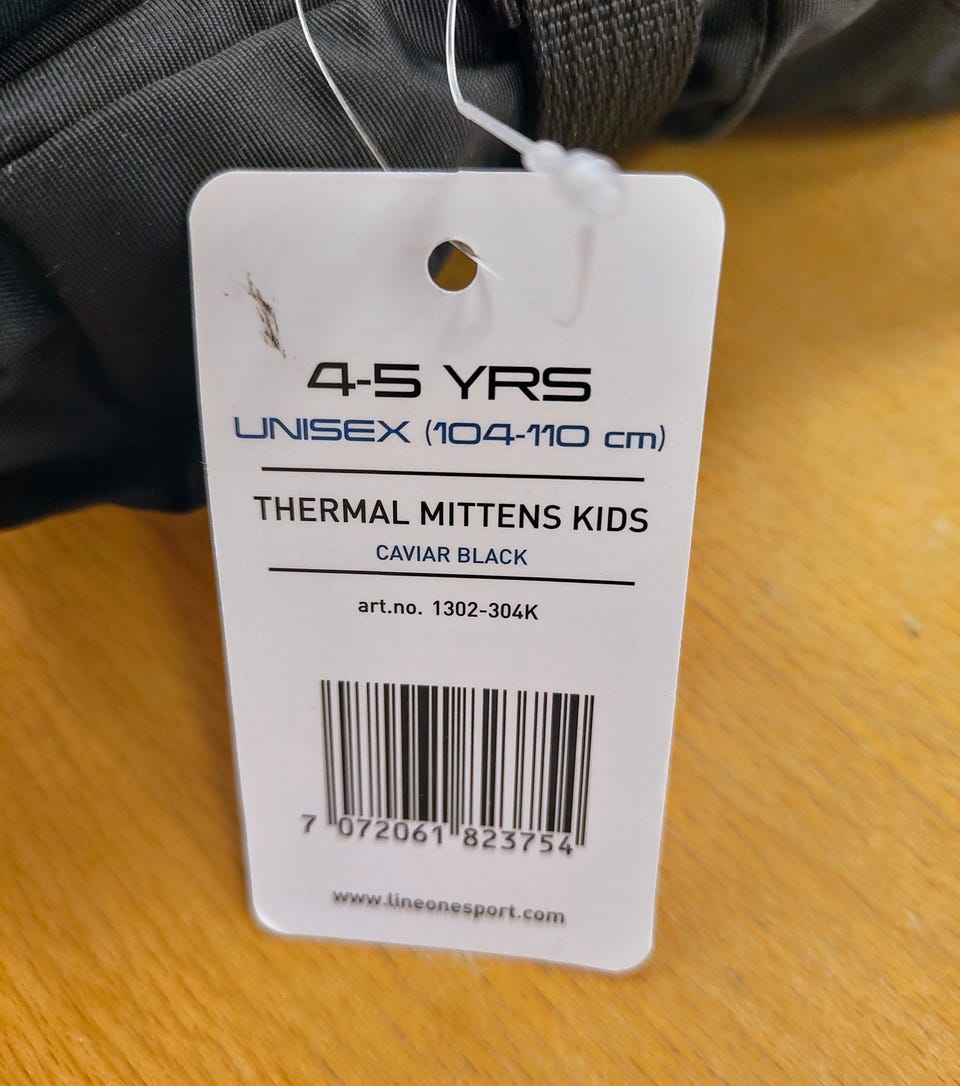 4-5 YRS
UNISEX (104-110 cm)
THERMAL MITTENS KIDS
CAVIAR BLACK
art.no. 1302-304K
7 072061 823754
www.lineonesport.com